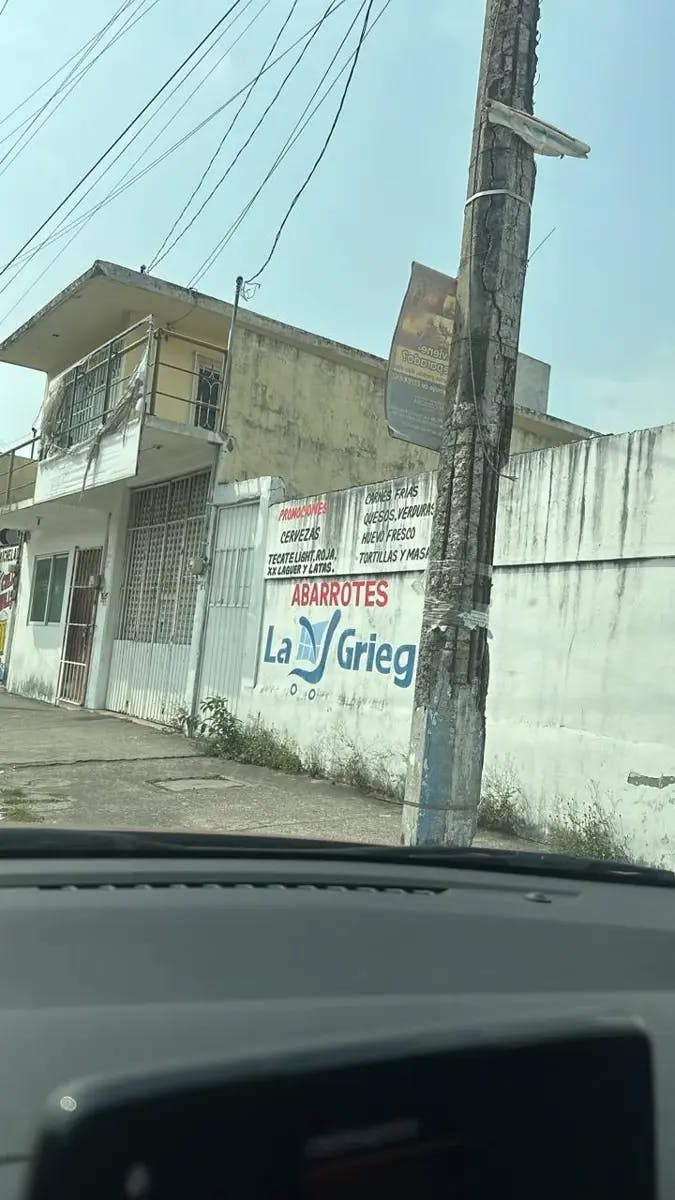 PROMOCIONES
CERVEZAS
TECATE LIGHT, ROJA,
XX LAGUER Y LATAS.
CARNES FRIAS
QUESOS, VERDURAS
HUEVO FRESCO
TORTILLAS Y MASA
ABARROTES
La Grieg
viene